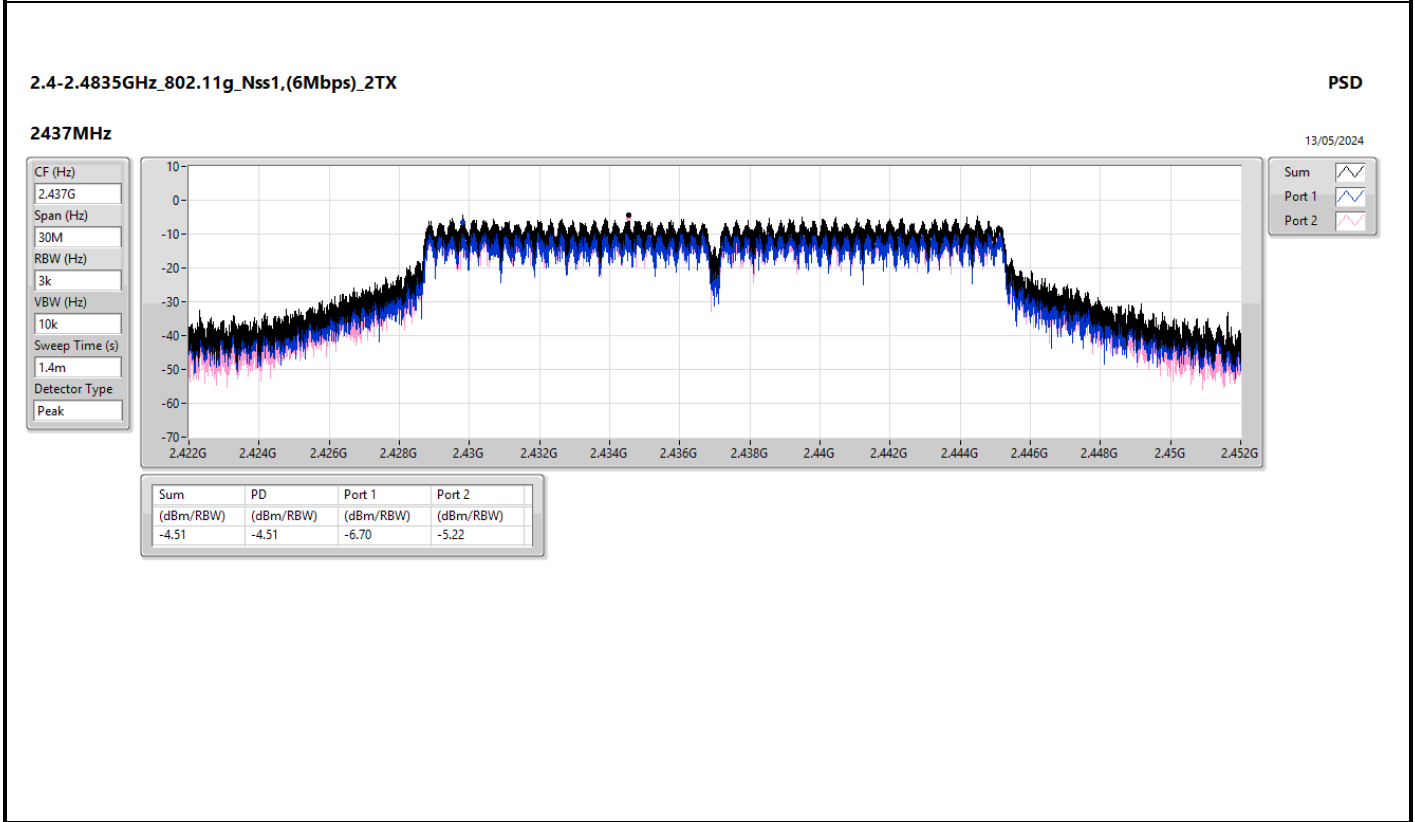 2.4-2.4835GHz_802.11g_Nss1,(6Mbps)_2TX PSD
2437MHz 13/05/2024
CF (Hz)
2.437G
Span (Hz)
30M
RBW (Hz)
3k
VBW (Hz)
10k
Sweep Time (s)
1.4m
Detector Type
Peak
10
0
-10
-20
-30
-40
-50
-60
-70
2.422G 2.424G 2.426G 2.428G 2.43G 2.432G 2.434G 2.436G 2.438G 2.44G 2.442G 2.444G 2.446G 2.448G 2.45G 2.452G
Sum
Port 1
Port 2
Sum PD Port 1 Port 2
(dBm/RBW) (dBm/RBW) (dBm/RBW) (dBm/RBW)
-4.51 -4.51 -6.70 -5.22